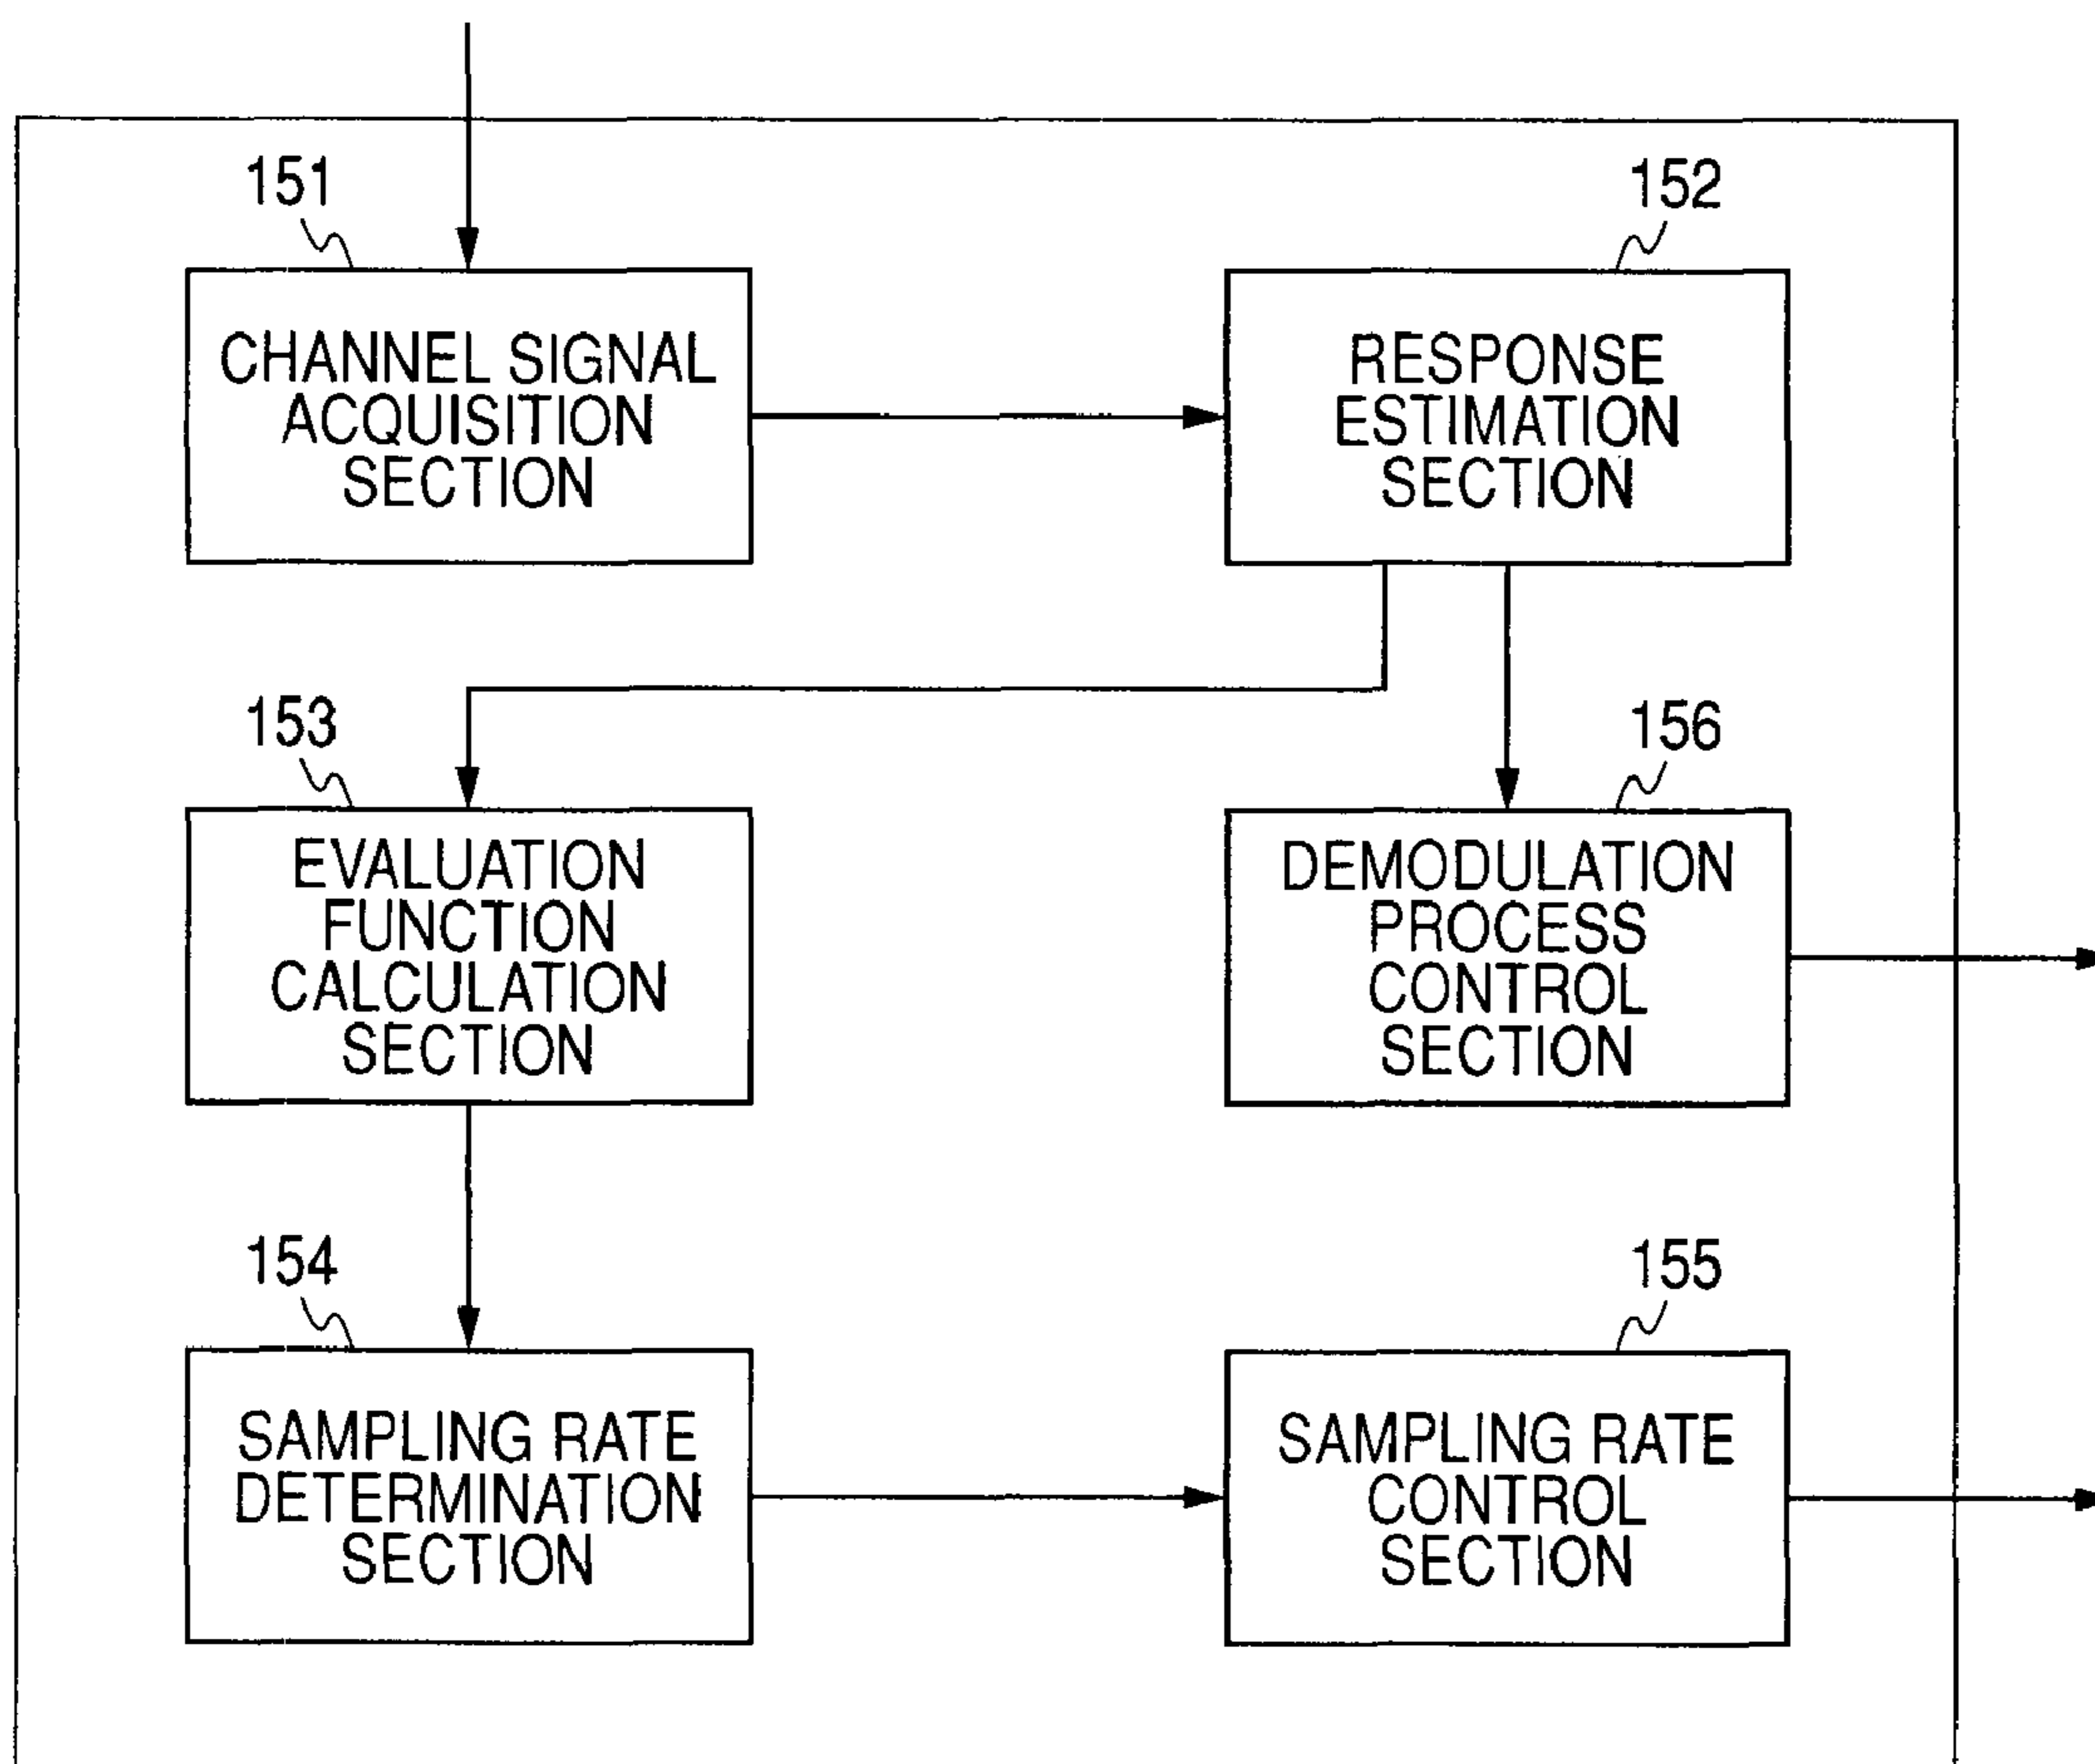 151
CHANNEL SIGNAL
ACQUISITION
SECTION
152
RESPONSE
ESTIMATION
SECTION
153
EVALUATION
FUNCTION
CALCULATION
SECTION
156
DEMODULATION
PROCESS
CONTROL
SECTION
154
SAMPLING RATE
DETERMINATION
SECTION
155
SAMPLING RATE
CONTROL
SECTION